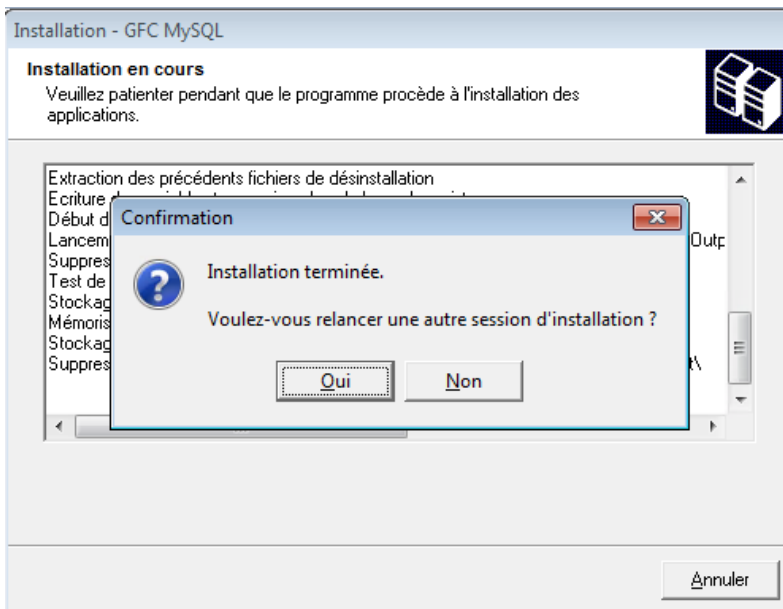 Installation - GFC MySQL
Installation en cours
Veuillez patienter pendant que le programme procède à l'installation des
applications.
Extraction des précédents fichiers de désinstallation
Ecriture
Début d
Lancem
Outp
Suppres
Test de
Stockag
Mémoris
Stockag
Suppres
t\
Confirmation
Installation terminée.
Voulez-vous relancer une autre session d'installation ?
Oui
Non
Annuler